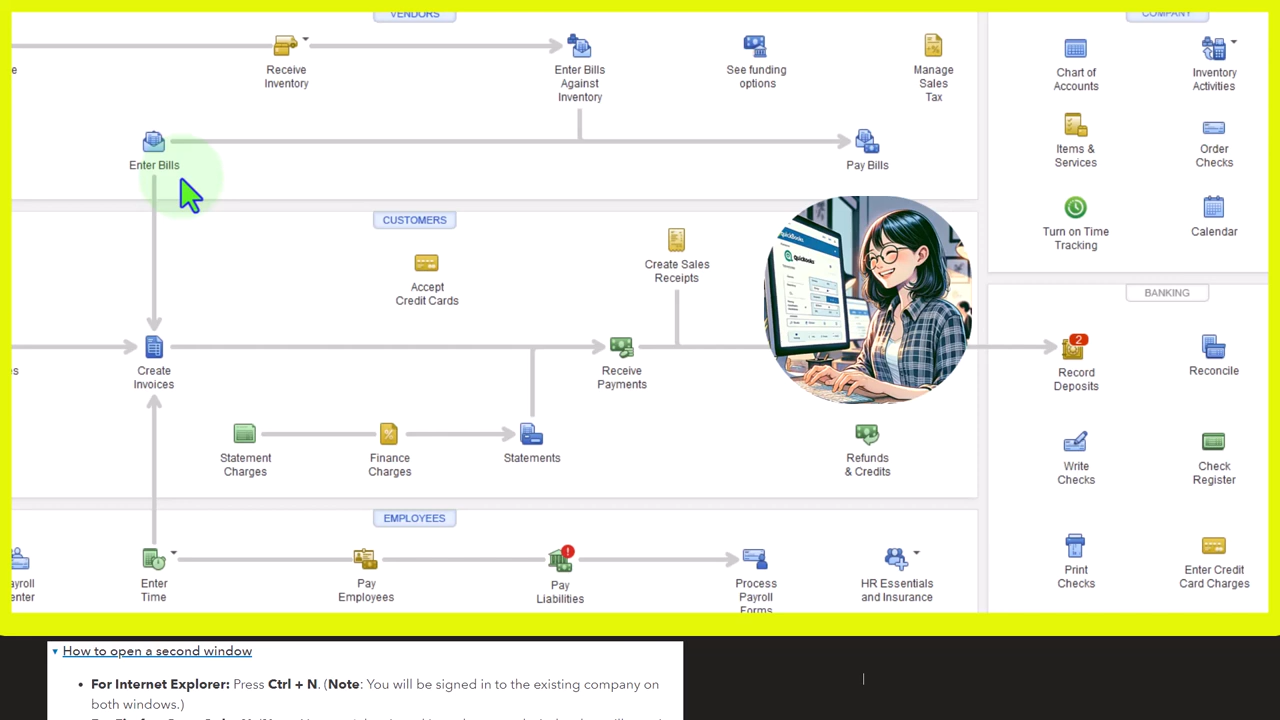 VENDORS
COMPANY
Receive
Inventory
Enter Bills
Against
Inventory
See funding
options
Manage
Sales
Tax
Chart of
Accounts
Inventory
Activities
Enter Bills
Pay Bills
Items &
Services
Order
Checks
CUSTOMERS
Turn on Time
Tracking
Calendar
Accept
Credit Cards
Create Sales
Receipts
quickbooks
BANKING
Create
Invoices
Receive
Payments
2
Record
Deposits
Reconcile
Statement
Charges
Finance
Charges
Statements
Refunds
& Credits
Write
Checks
Check
Register
EMPLOYEES
Enter
Time
Pay
Employees
Pay
Liabilities
Process
Payroll
Forms
HR Essentials
and Insurance
Print
Checks
Enter Credit
Card Charges
How to open a second window
• For Internet Explorer: Press Ctrl + N. (Note: You will be signed in to the existing company on
both windows.)